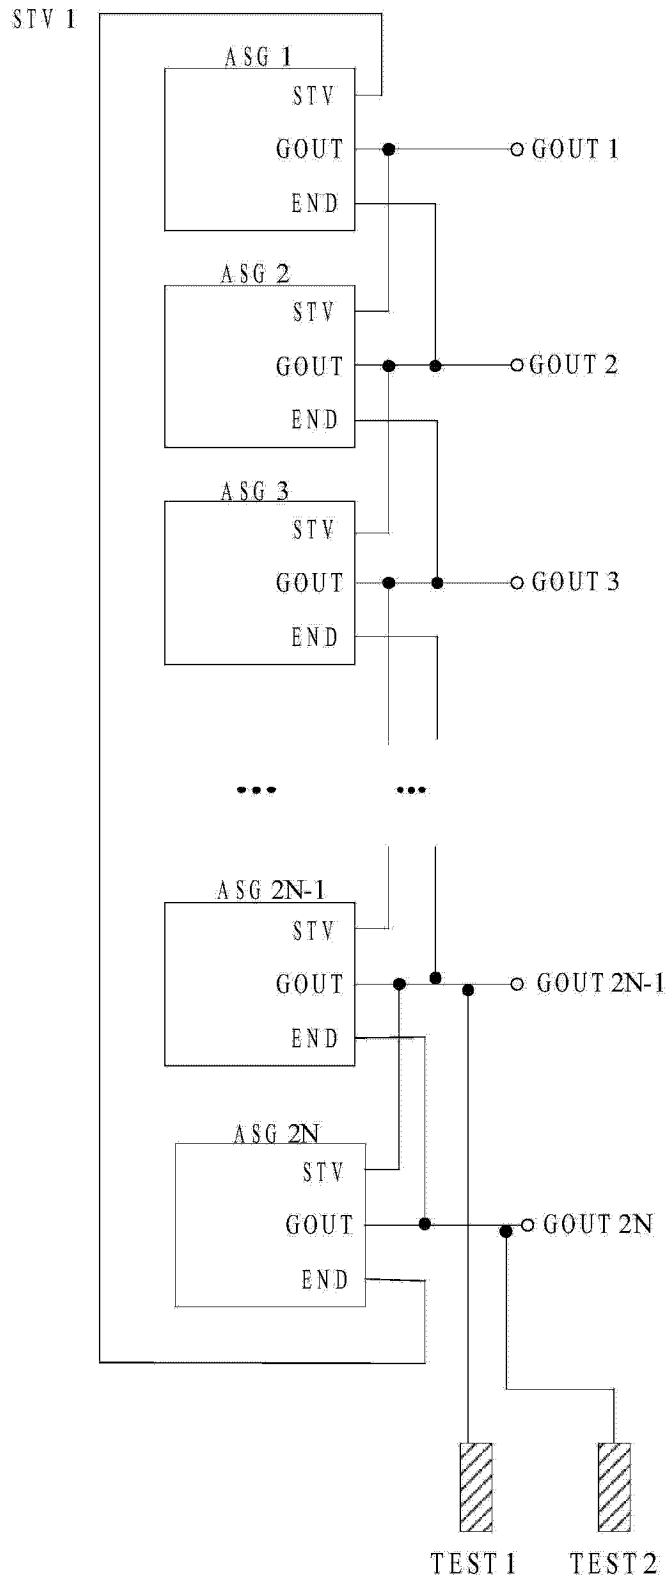 STV 1
ASG 1
STV
GOUT
GOUT 1
END
ASG 2
STV
GOUT
GOUT 2
END
ASG 3
STV
GOUT
GOUT 3
END
... ...
ASG 2N-1
STV
GOUT
GOUT 2N-1
END
ASG 2N
STV
GOUT
GOUT 2N
END
TEST 1
TEST 2